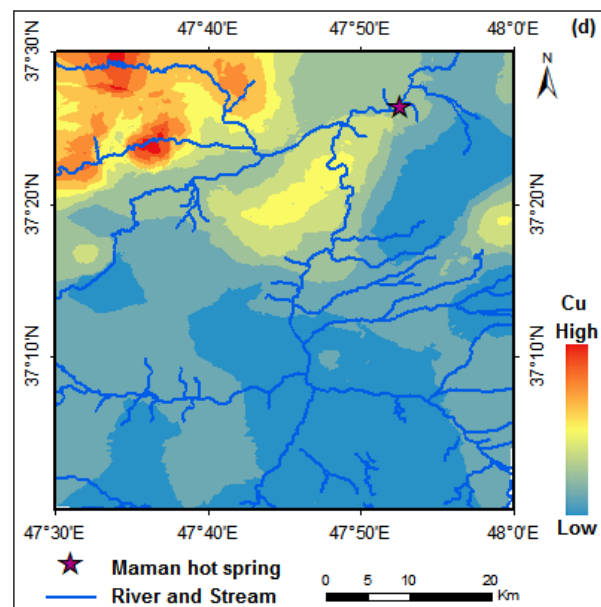 47°40'E 47°50'E 48°0'E (d)
37°30'N 37°30'N
N
37°20'N 37°20'N
37°10'N 37°10'N
Cu
High
Low
47°30'E 47°40'E 47°50'E 48°0'E
Maman hot spring
River and Stream
0 5 10 20
Km